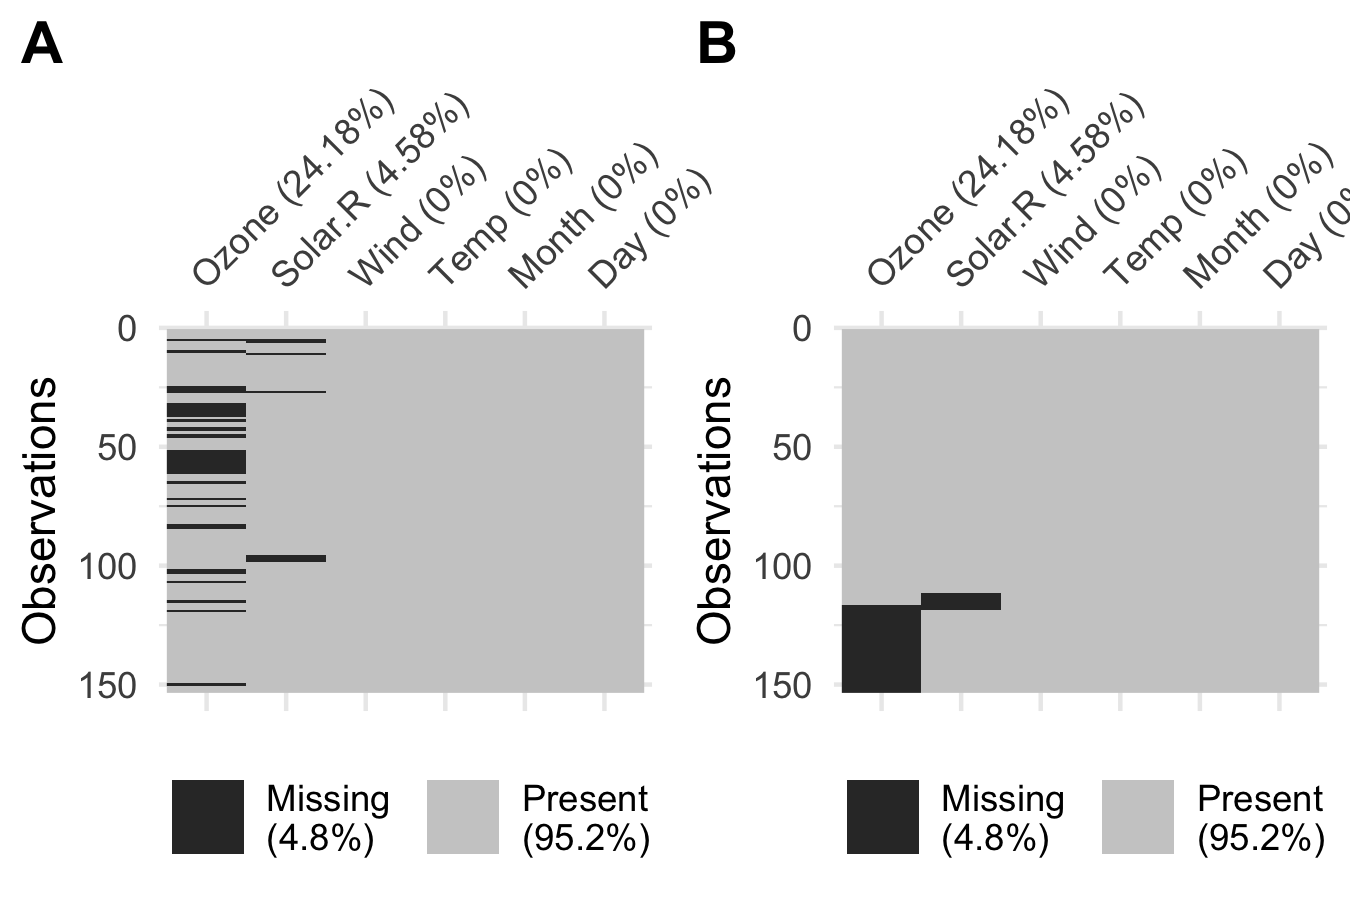 A
Ozone (24.18%)
Solar.R (4.58%)
Wind (0%)
Temp (0%)
Month (0%)
Day (0%)
Observations
0
50
100
150
Missing
(4.8%)
Present
(95.2%)
B
Ozone (24.18%)
Solar.R (4.58%)
Wind (0%)
Temp (0%)
Month (0%)
Day (0%
Observations
0
50
100
150
Missing
(4.8%)
Present
(95.2%)